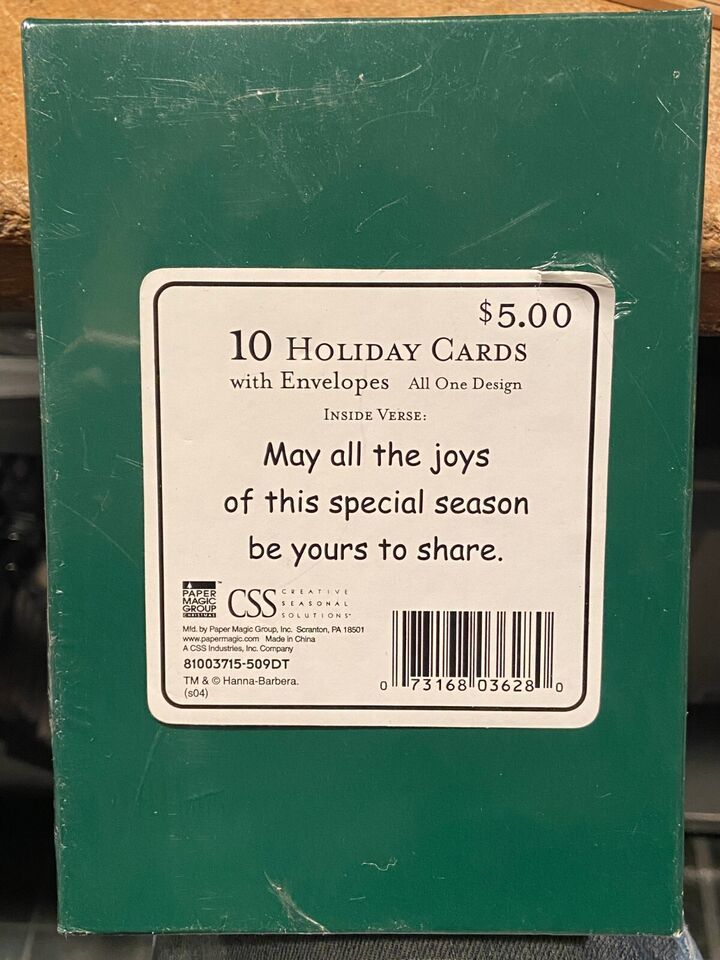 $5.00
10 HOLIDAY CARDS
with Envelopes All One Design
INSIDE VERSE:
May all the joys
of this special season
be yours to share.
PAPER
MAGIC
GROUP™
CHRISTMAS
CSS CREATIVE
SEASONAL
SOLUTIONS™
Mfd. by Paper Magic Group, Inc. Scranton, PA 18501
www.papermagic.com Made in China
A CSS Industries, Inc. Company
81003715-509DT
TM & © Hanna-Barbera.
(s04)
0 73168 03628 0